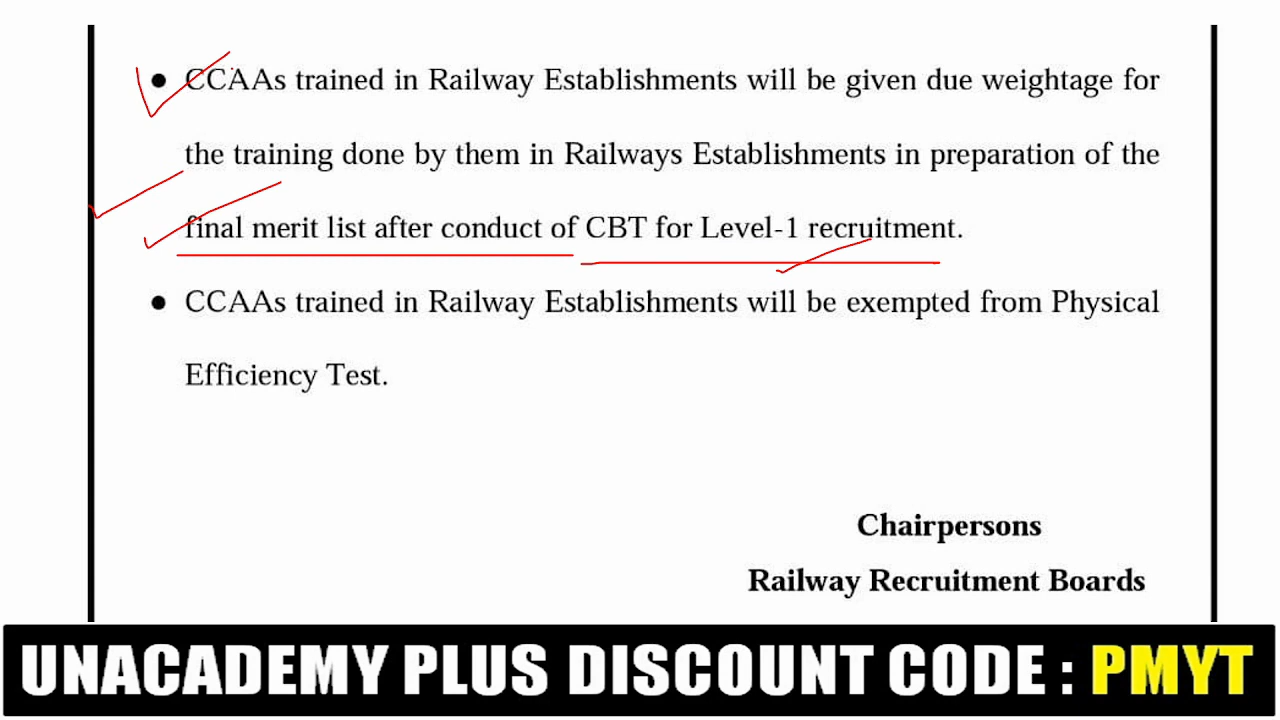 ● CCAAs trained in Railway Establishments will be given due weightage for
the training done by them in Railways Establishments in preparation of the
final merit list after conduct of CBT for Level-1 recruitment.
● CCAAs trained in Railway Establishments will be exempted from Physical
Efficiency Test.
Chairpersons
Railway Recruitment Boards
UNACADEMY PLUS DISCOUNT CODE : PMYT